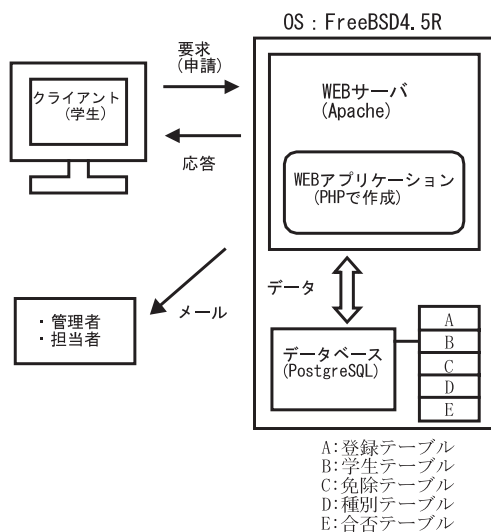 OS：FreeBSD4.5R
要求
(申請)
クライアント
(学生)
応答
WEBサーバ
(Apache)
WEBアプリケーション
(PHPで作成)
データ
メール
・管理者
・担当者
データベース
(PostgreSQL)
A
B
C
D
E
A:登録テーブル
B:学生テーブル
C:免除テーブル
D:種別テーブル
E:合否テーブル